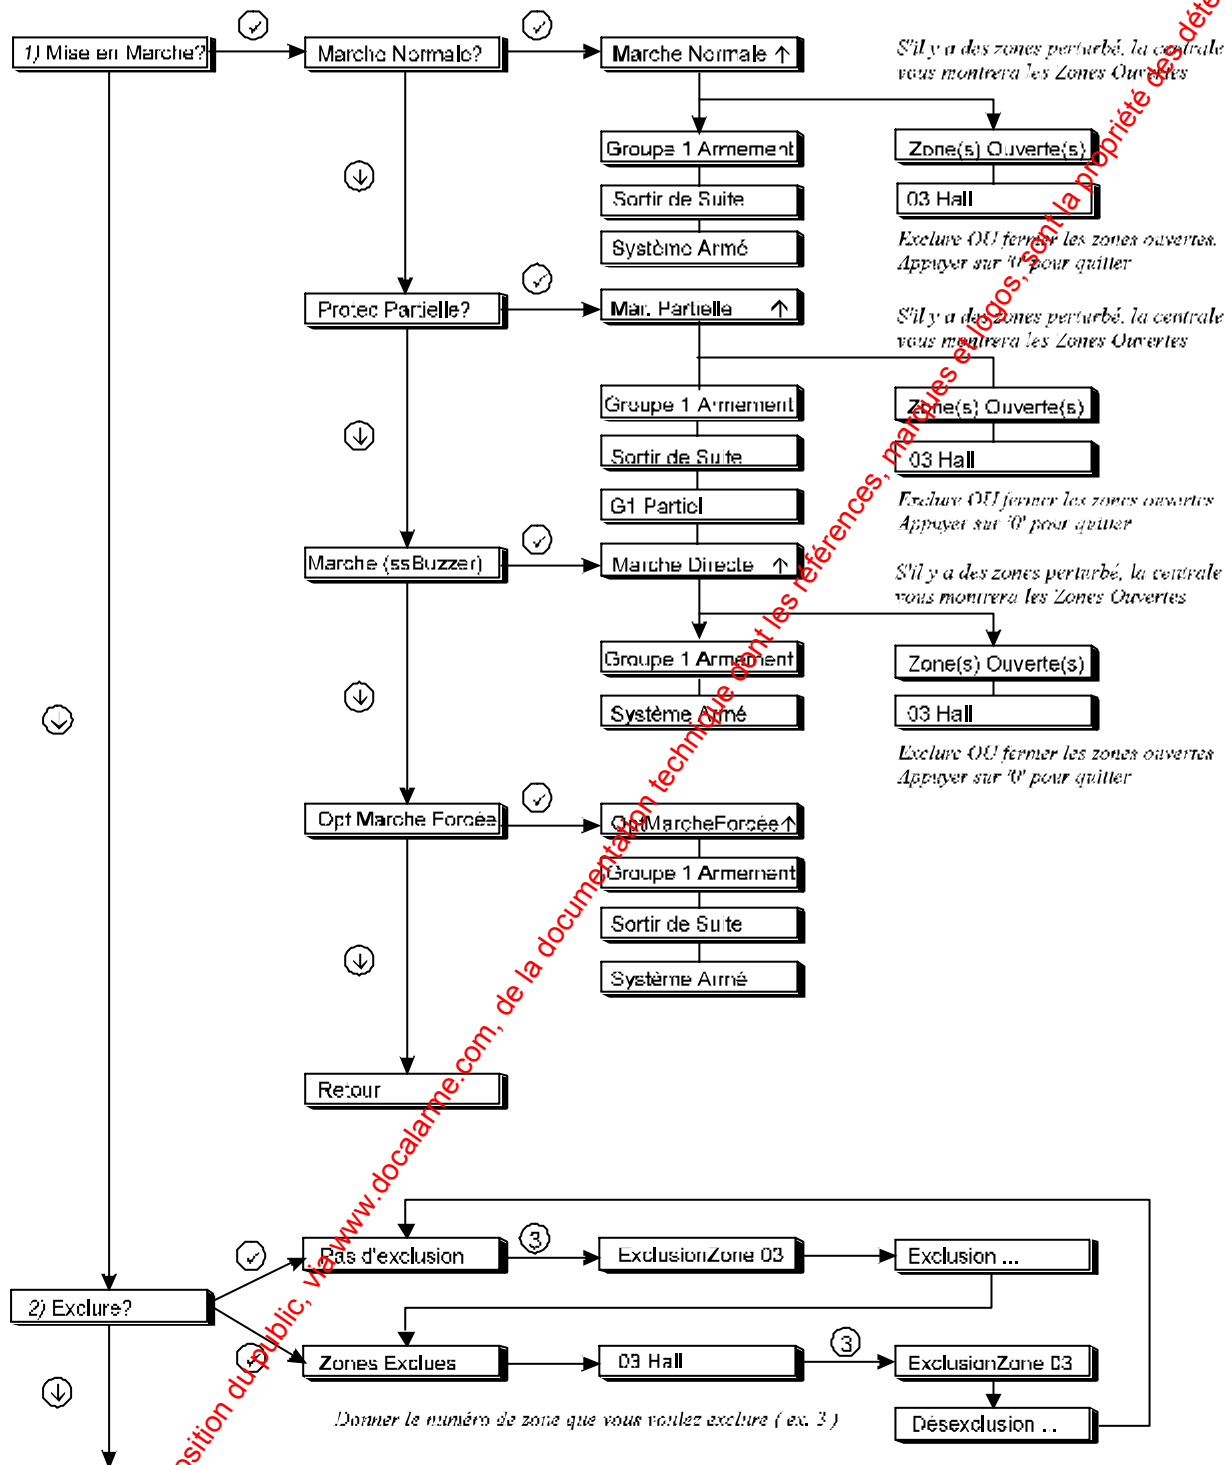 1) Mise en Marche?
Marche Normale?
Marche Normale ↑
S'il y a des zones perturbé, la centrale
vous montrera les Zones Ouvertes
Groupe 1 Armement
Zone(s) Ouverte(s)
Sortir de Suite
03 Hall
Système Armé
Exclure OU fermer les zones ouvertes.
Appuyer sur '0' pour quitter
Protec Partielle?
Mar. Partielle ↑
S'il y a des zones perturbé, la centrale
vous montrera les Zones Ouvertes
Groupe 1 Armement
Zone(s) Ouverte(s)
Sortir de Suite
03 Hall
G1 Partiel
Exclure OU fermer les zones ouvertes
Appuyer sur '0' pour quitter
Marche (ssBuzzer)
Marche Directe ↑
S'il y a des zones perturbé, la centrale
vous montrera les Zones Ouvertes
Groupe 1 Armement
Zone(s) Ouverte(s)
Système Armé
03 Hall
Exclure OU fermer les zones ouvertes
Appuyer sur '0' pour quitter
Opt Marche Forcée
OptMarcheForcée↑
Groupe 1 Armement
Sortir de Suite
Système Armé
Retour
2) Exclure?
Pas d'exclusion
3
ExclusionZone 03
Exclusion ...
Zones Exclues
03 Hall
3
ExclusionZone 03
Désexclusion ...
Donner le numéro de zone que vous voulez exclure ( ex. 3 )
position du public, via www.docalarme.com, de la documentation technique dont les références, marques et logos, sont la propriété des déte